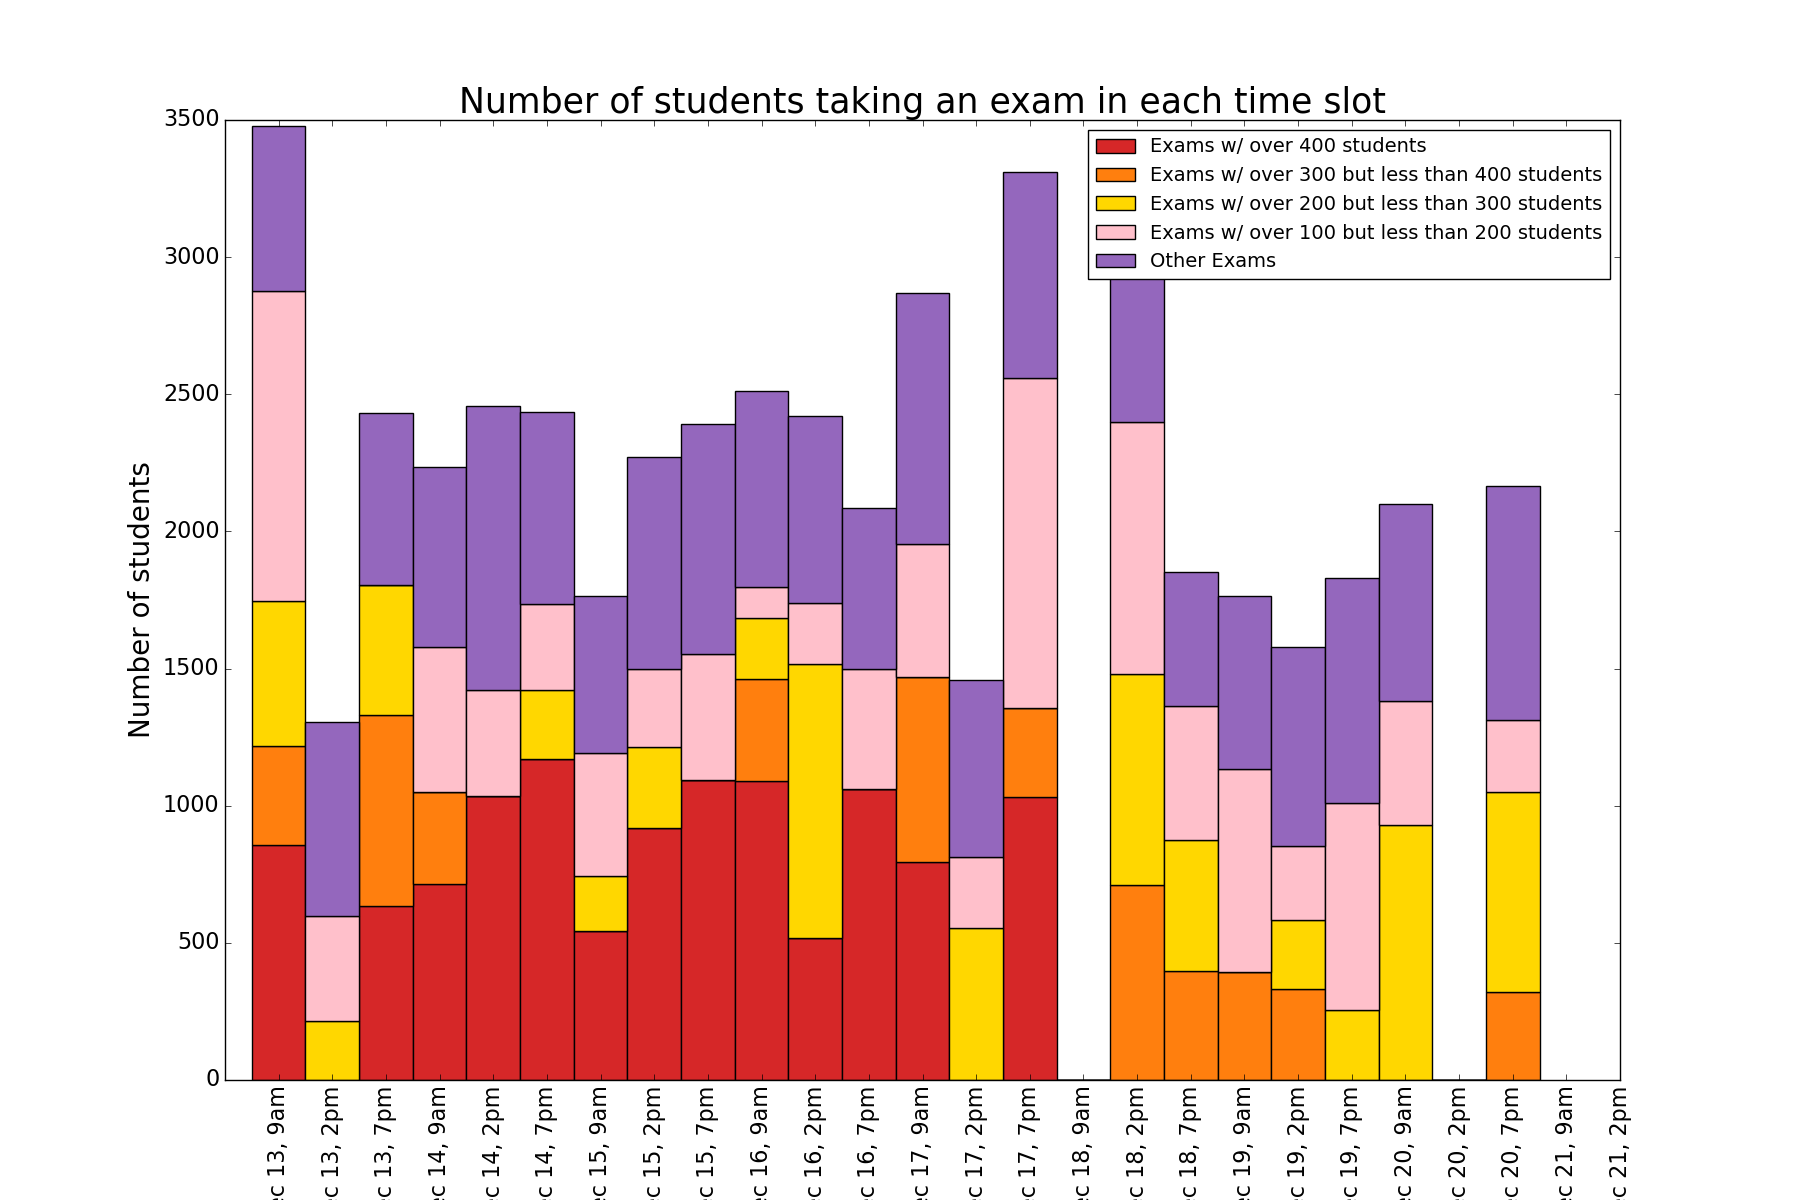 Number of students taking an exam in each time slot
Exams w/ over 400 students
Exams w/ over 300 but less than 400 students
Exams w/ over 200 but less than 300 students
Exams w/ over 100 but less than 200 students
Other Exams
Number of students
3500
3000
2500
2000
1500
1000
500
0
13, 9am
13, 2pm
13, 7pm
14, 9am
14, 2pm
14, 7pm
15, 9am
15, 2pm
15, 7pm
16, 9am
16, 2pm
16, 7pm
17, 9am
17, 2pm
17, 7pm
18, 9am
18, 2pm
18, 7pm
19, 9am
19, 2pm
19, 7pm
20, 9am
20, 2pm
20, 7pm
21, 9am
21, 2pm